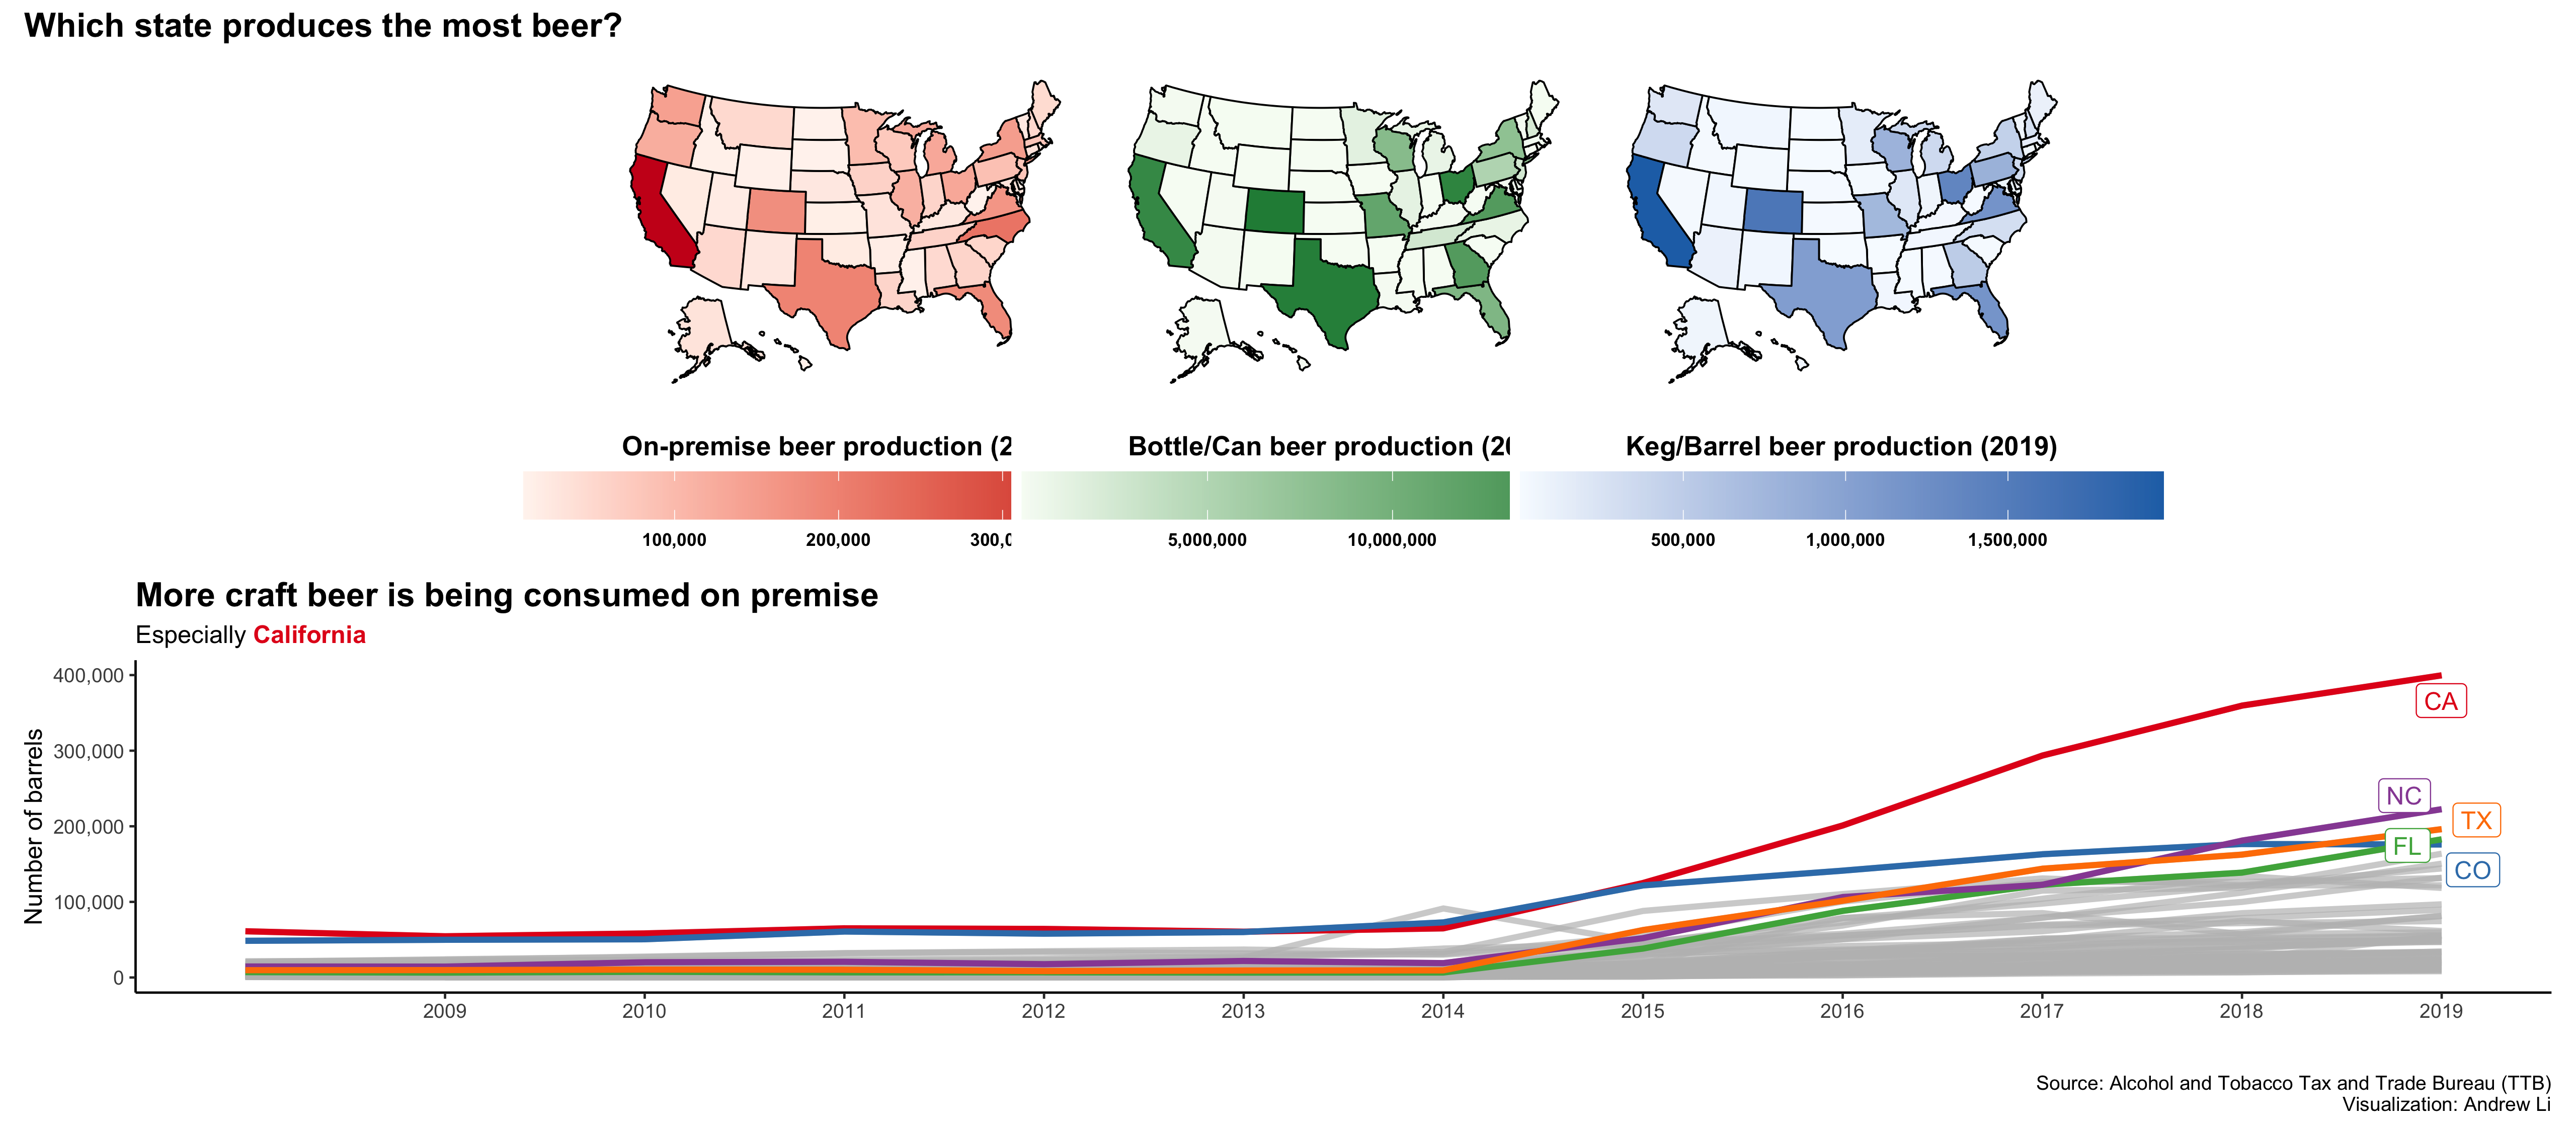 Which state produces the most beer?
On-premise beer production (2
Bottle/Can beer production (20
Keg/Barrel beer production (2019)
100,000 200,000 300,0
5,000,000 10,000,000
500,000 1,000,000 1,500,000
More craft beer is being consumed on premise
Especially California
Number of barrels
400,000
300,000
200,000
100,000
0
CA
NC
TX
FL
CO
2009 2010 2011 2012 2013 2014 2015 2016 2017 2018 2019
Source: Alcohol and Tobacco Tax and Trade Bureau (TTB)
Visualization: Andrew Li